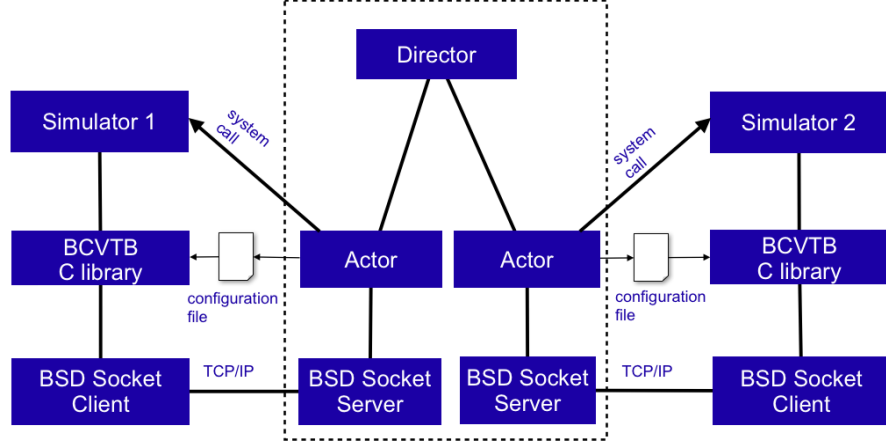 Director
Simulator 1
system
call
system
call
Simulator 2
BCVTB
C library
Actor
Actor
BCVTB
C library
configuration
file
configuration
file
BSD Socket
Client
TCP/IP
BSD Socket
Server
BSD Socket
Server
TCP/IP
BSD Socket
Client